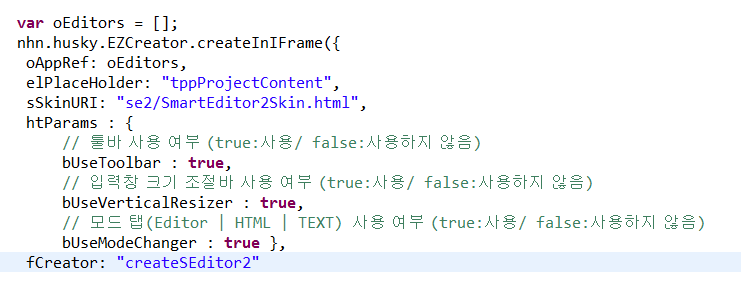 var oEditors = [];
nhn.husky.EZCreator.createInIFrame({
oAppRef: oEditors,
elPlaceHolder: "tppProjectContent",
sSkinURI: "se2/SmartEditor2Skin.html",
htParams : {
// 툴바 사용 여부 (true:사용/ false:사용하지 않음)
bUseToolbar : true,
// 입력창 크기 조절바 사용 여부 (true:사용/ false:사용하지 않음)
bUseVerticalResizer : true,
// 모드 탭(Editor | HTML | TEXT) 사용 여부 (true:사용/ false:사용하지 않음)
bUseModeChanger : true },
fCreator: "createSEditor2"